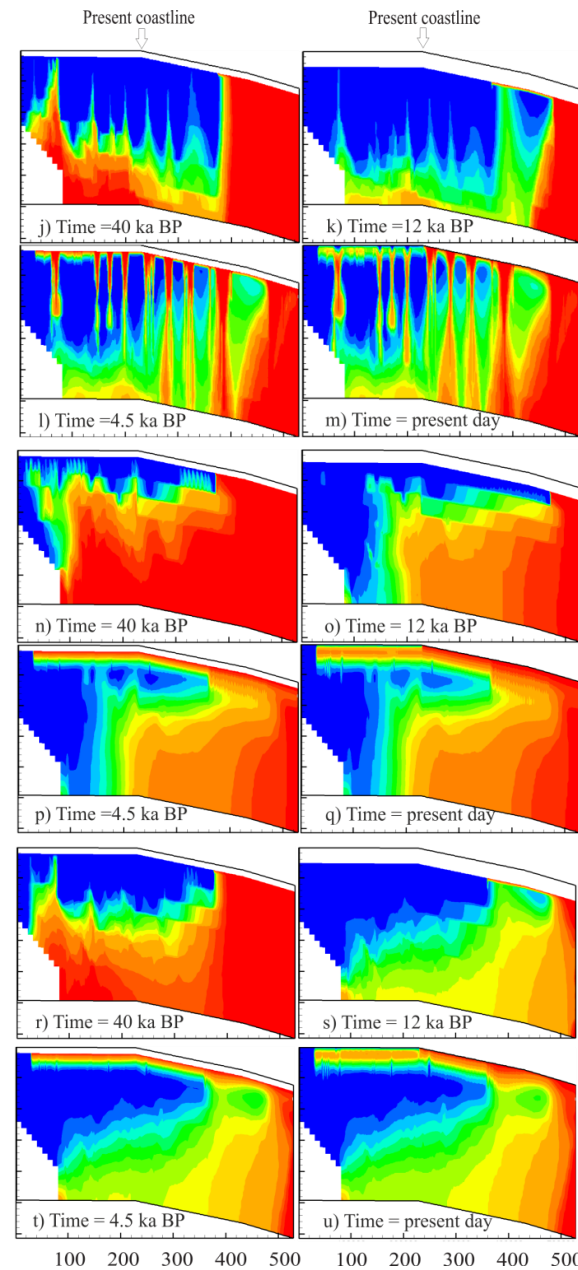 Present coastline Present coastline
j) Time =40 ka BP k) Time =12 ka BP
l) Time =4.5 ka BP m) Time = present day
n) Time = 40 ka BP o) Time = 12 ka BP
p) Time = 4.5 ka BP q) Time = present day
r) Time = 40 ka BP s) Time = 12 ka BP
t) Time = 4.5 ka BP u) Time = present day
100 200 300 400 500 100 200 300 400 500